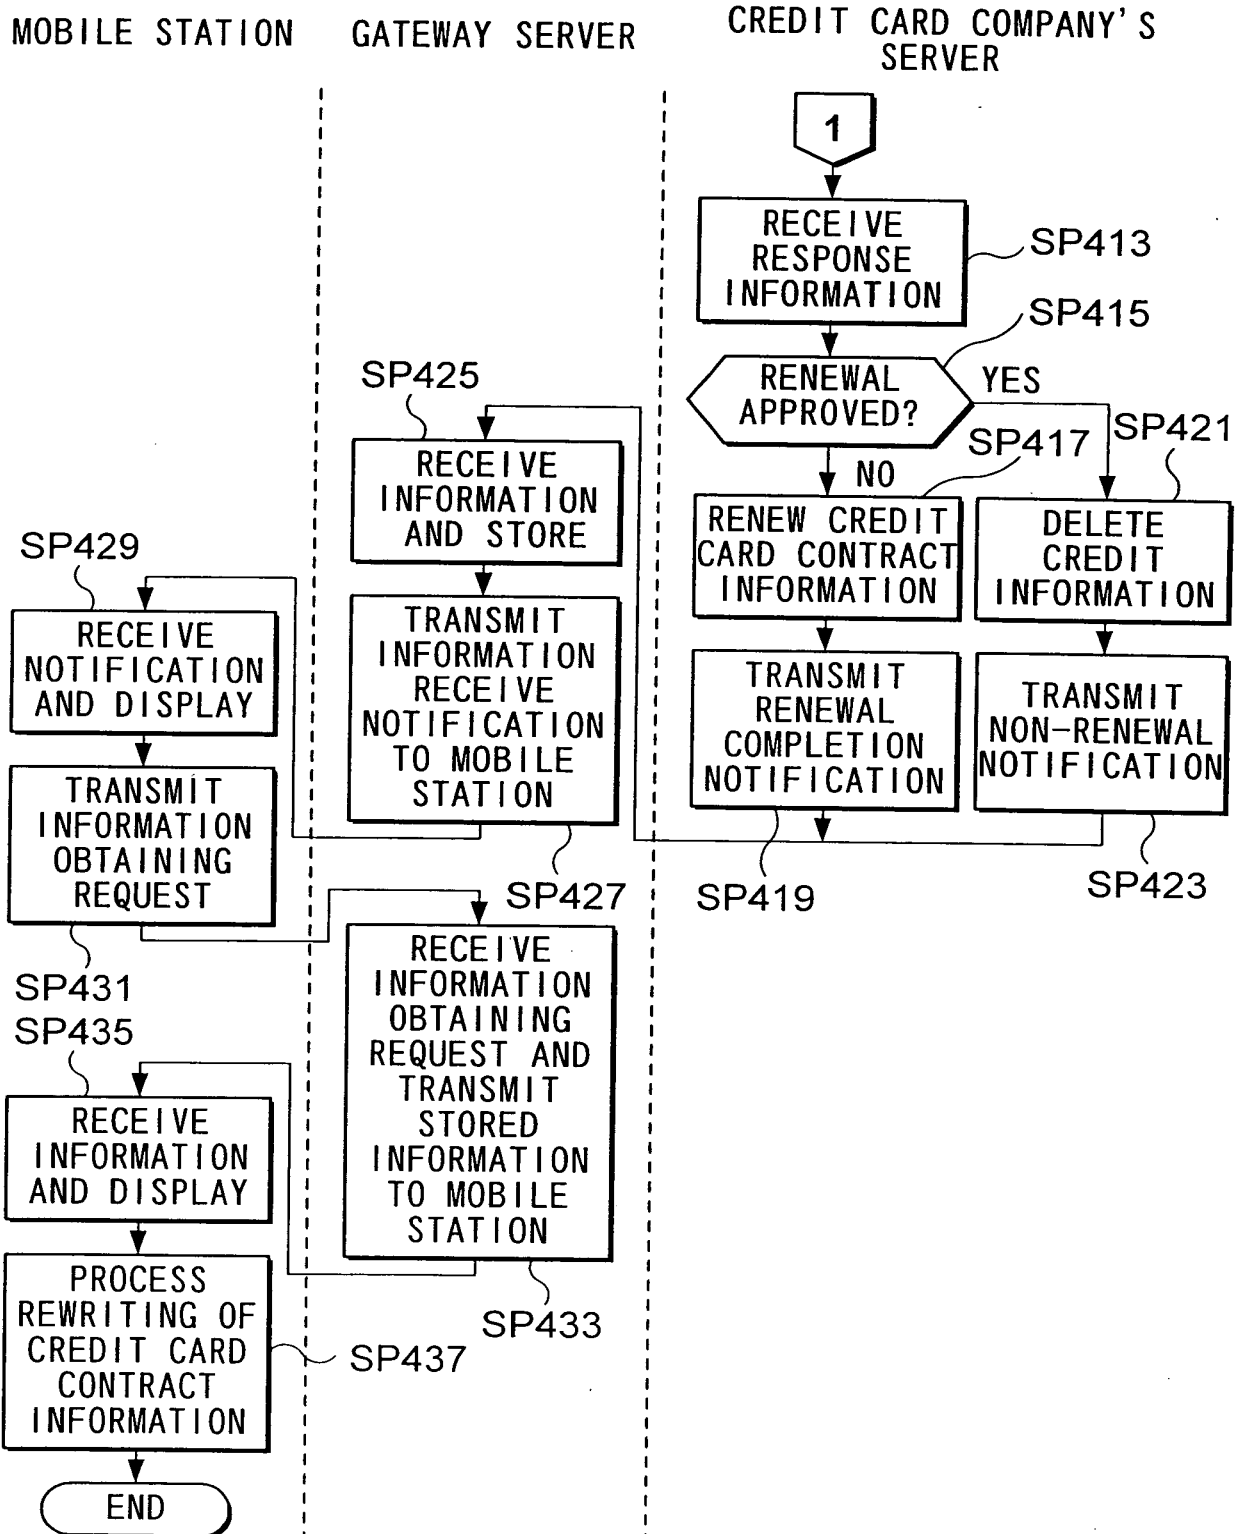 MOBILE STATION
GATEWAY SERVER
CREDIT CARD COMPANY'S
SERVER
1
RECEIVE
RESPONSE
INFORMATION
SP413
SP415
RENEWAL
APPROVED?
YES
NO
SP417
SP421
RENEW CREDIT
CARD CONTRACT
INFORMATION
DELETE
CREDIT
INFORMATION
TRANSMIT
RENEWAL
COMPLETION
NOTIFICATION
TRANSMIT
NON-RENEWAL
NOTIFICATION
SP419
SP423
SP425
RECEIVE
INFORMATION
AND STORE
TRANSMIT
INFORMATION
RECEIVE
NOTIFICATION
TO MOBILE
STATION
SP427
SP429
RECEIVE
NOTIFICATION
AND DISPLAY
TRANSMIT
INFORMATION
OBTAINING
REQUEST
SP431
RECEIVE
INFORMATION
OBTAINING
REQUEST AND
TRANSMIT
STORED
INFORMATION
TO MOBILE
STATION
SP433
SP435
RECEIVE
INFORMATION
AND DISPLAY
PROCESS
REWRITING OF
CREDIT CARD
CONTRACT
INFORMATION
SP437
END